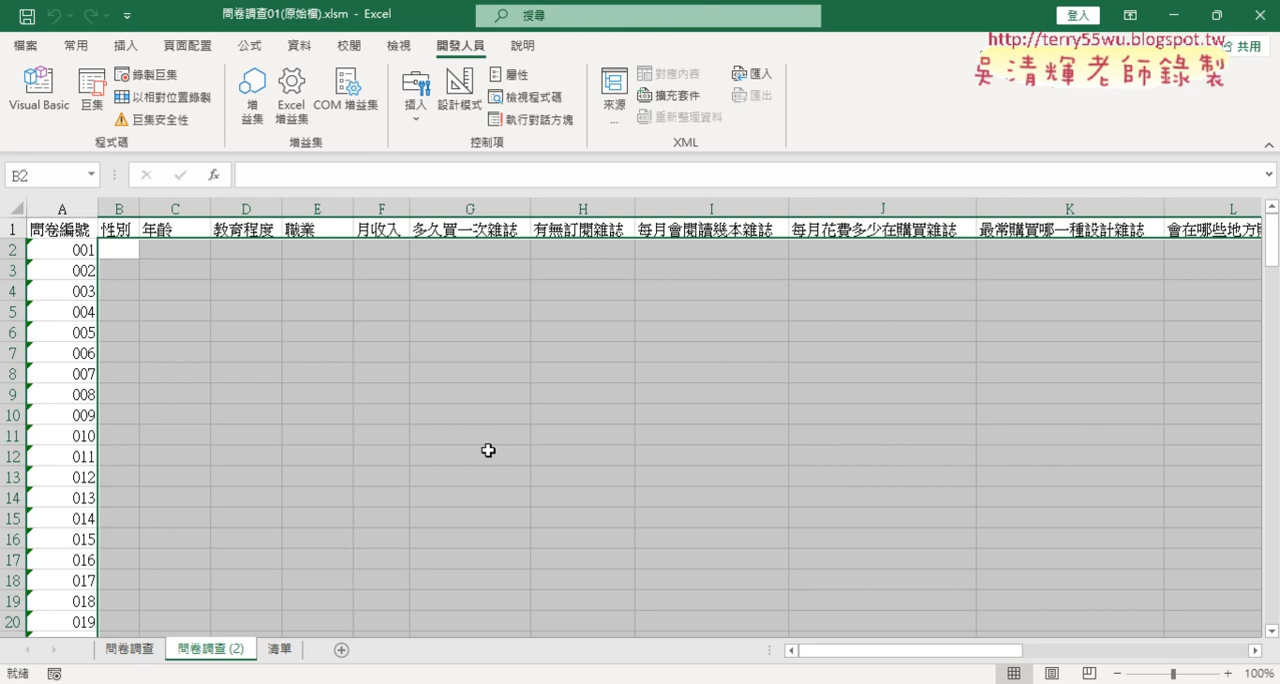 問卷調查01(原始檔).xlsm - Excel
搜尋
登入
檔案 常用 插入 頁面配置 公式 資料 校閱 檢視 開發人員 說明
共用
http://terry55wu.blogspot.tw
吳清輝老師錄製
Visual Basic
巨集
錄製巨集
以相對位置錄製
巨集安全性
程式碼
增益集
Excel 增益集
COM 增益集
增益集
插入
設計模式
屬性
檢視程式碼
執行對話方塊
控制項
來源
...
對應內容
擴充套件
重新整理資料
匯入
匯出
XML
B2
fx
A B C D E F G H I J K L
1 問卷編號 性別 年齡 教育程度 職業 月收入 多久買一次雜誌 有無訂閱雜誌 每月會閱讀幾本雜誌 每月花費多少在購買雜誌 最常購買哪一種設計雜誌 會在哪些地方
2 001
3 002
4 003
5 004
6 005
7 006
8 007
9 008
10 009
11 010
12 011
13 012
14 013
15 014
16 015
17 016
18 017
19 018
20 019
問卷調查 問卷調查 (2) 清單
就緒
100%